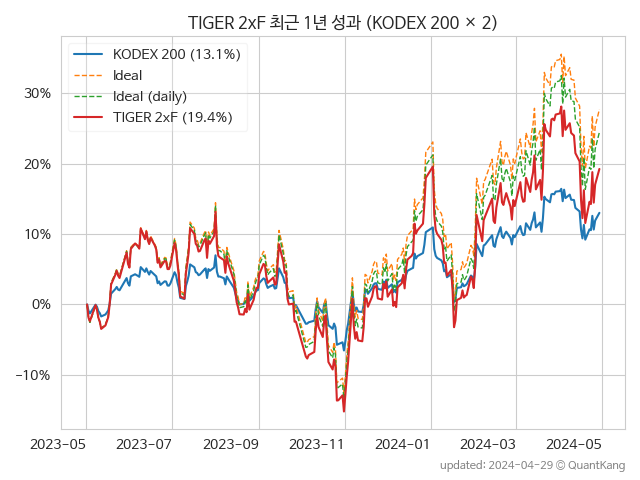 TIGER 2xF 최근 1년 성과 (KODEX 200 × 2)
KODEX 200 (13.1%)
Ideal
Ideal (daily)
TIGER 2xF (19.4%)
30%
20%
10%
0%
−10%
2023-05 2023-07 2023-09 2023-11 2024-01 2024-03 2024-05
updated: 2024-04-29 © QuantKang